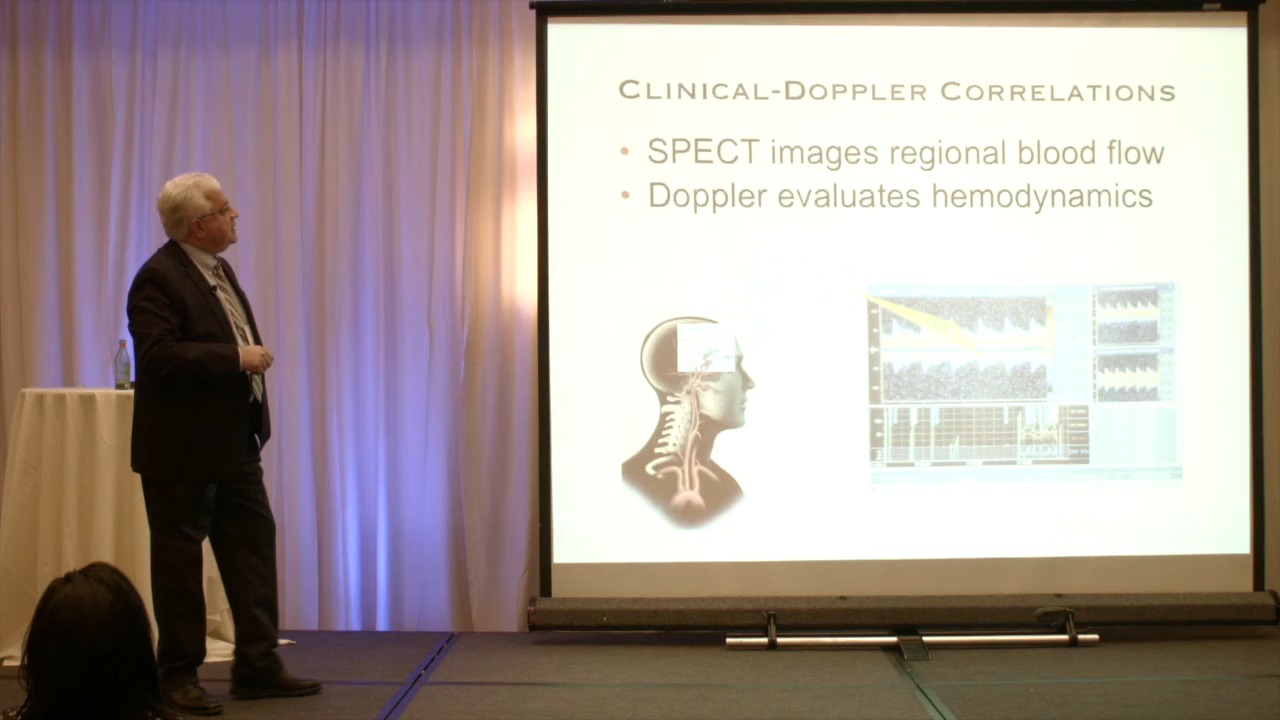 CLINICAL-DOPPLER CORRELATIONS
• SPECT images regional blood flow
• Doppler evaluates hemodynamics